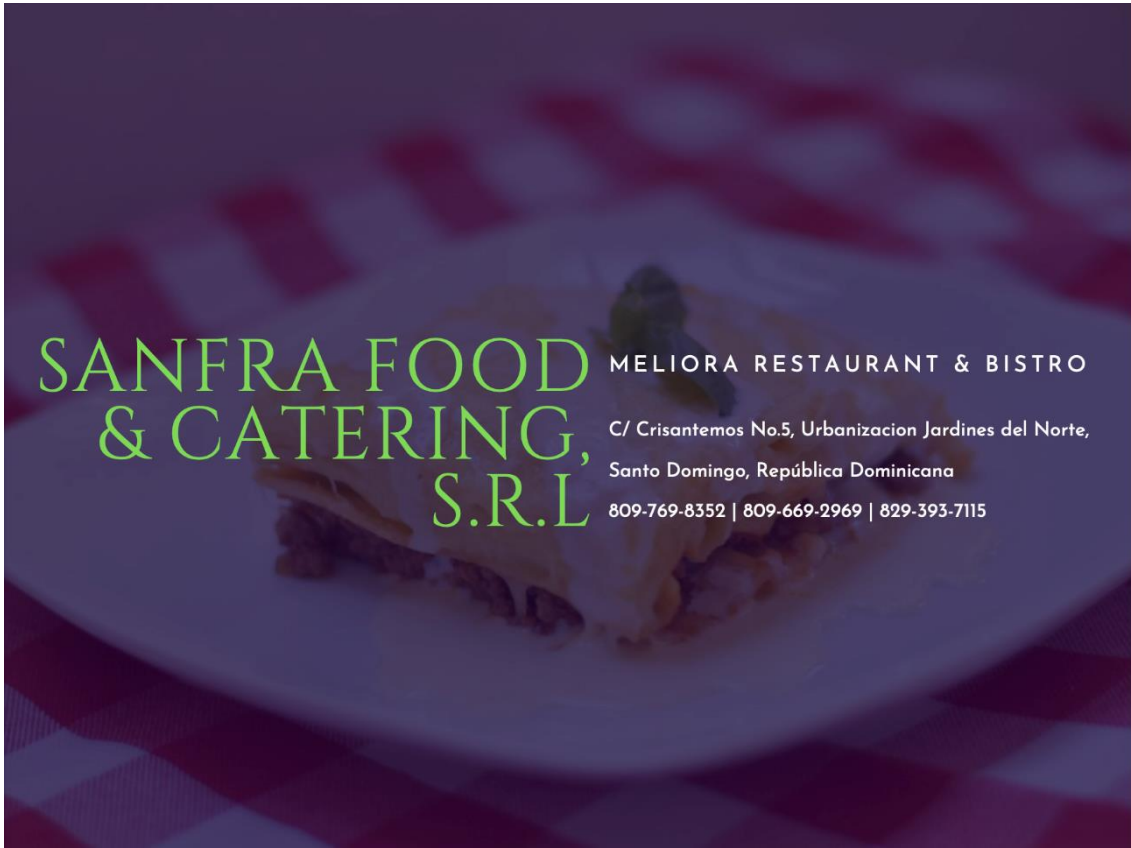 SANFRA FOOD
& CATERING,
S.R.L
MELIORA RESTAURANT & BISTRO
C/ Crisantemos No.5, Urbanizacion Jardines del Norte,
Santo Domingo, República Dominicana
809-769-8352 | 809-669-2969 | 829-393-7115